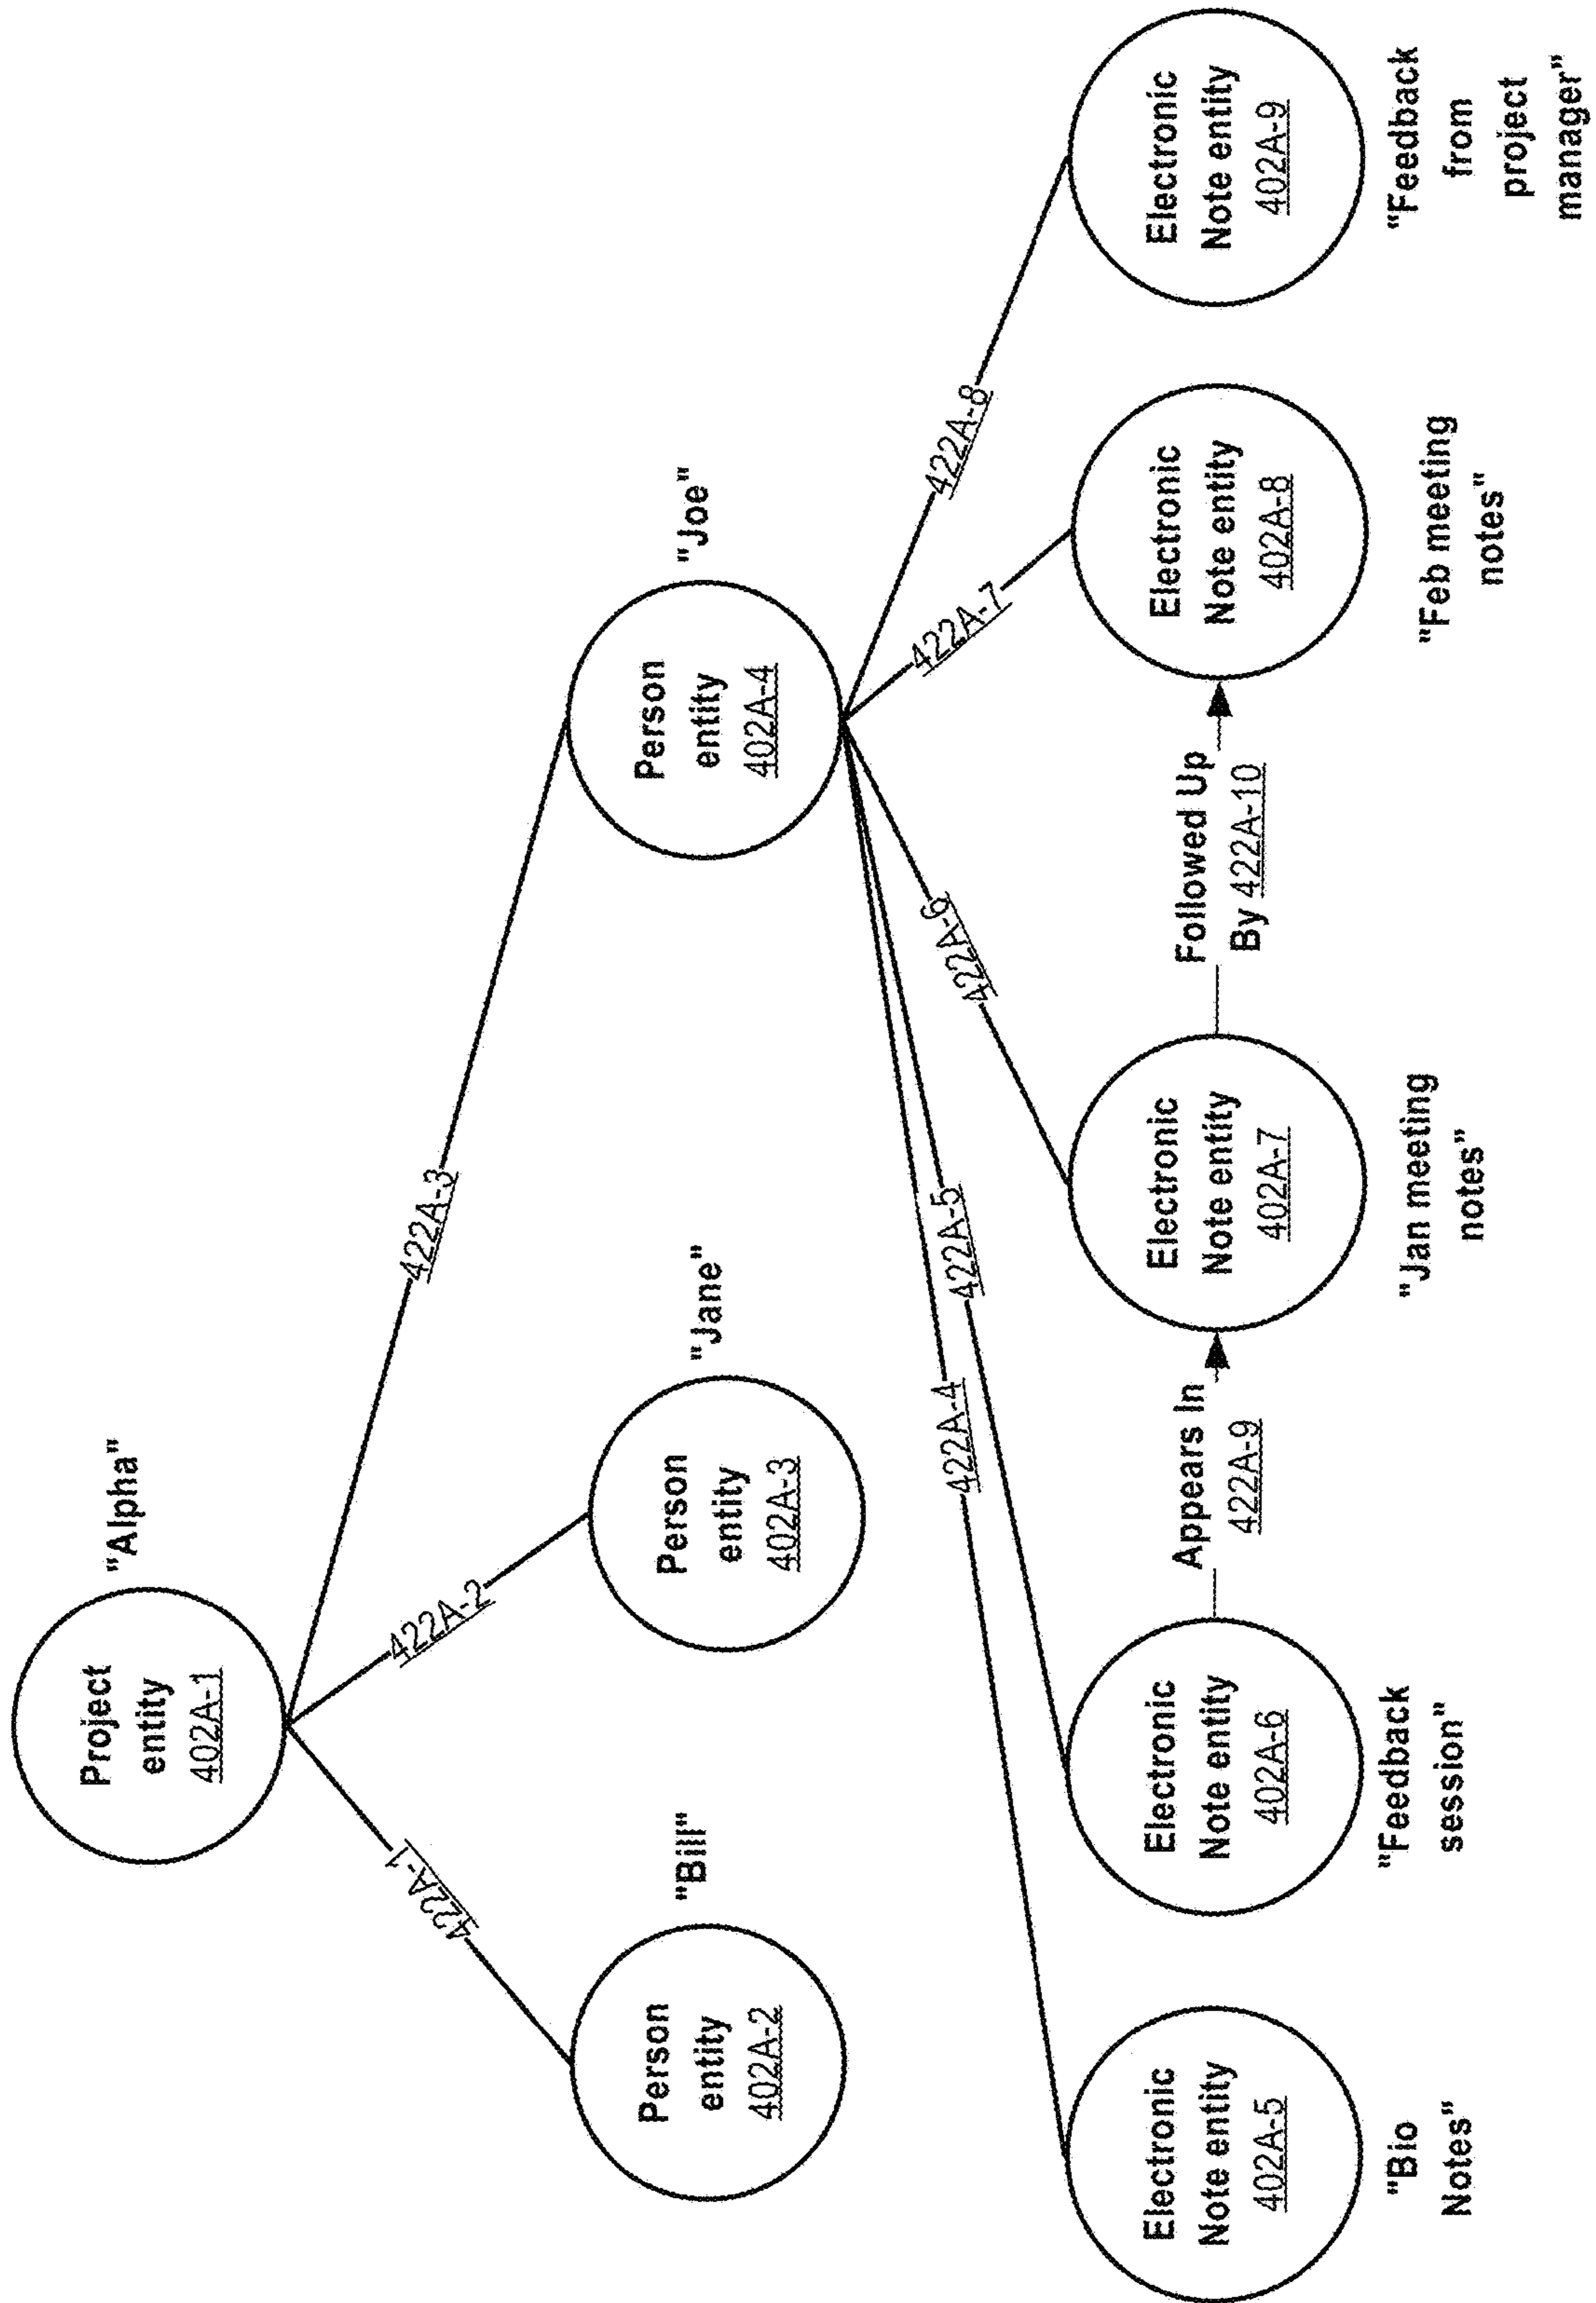 "Alpha"
Project
entity
402A-1
422A-1
422A-2
422A-3
"Bill"
Person
entity
402A-2
"Jane"
Person
entity
402A-3
"Joe"
Person
entity
402A-4
422A-4
422A-5
422A-6
422A-7
422A-8
Electronic
Note entity
402A-5
"Bio
Notes"
Electronic
Note entity
402A-6
"Feedback
session"
Appears In
422A-9
Electronic
Note entity
402A-7
"Jan meeting
notes"
Followed Up
By 422A-10
Electronic
Note entity
402A-8
"Feb meeting
notes"
Electronic
Note entity
402A-9
"Feedback
from
project
manager"